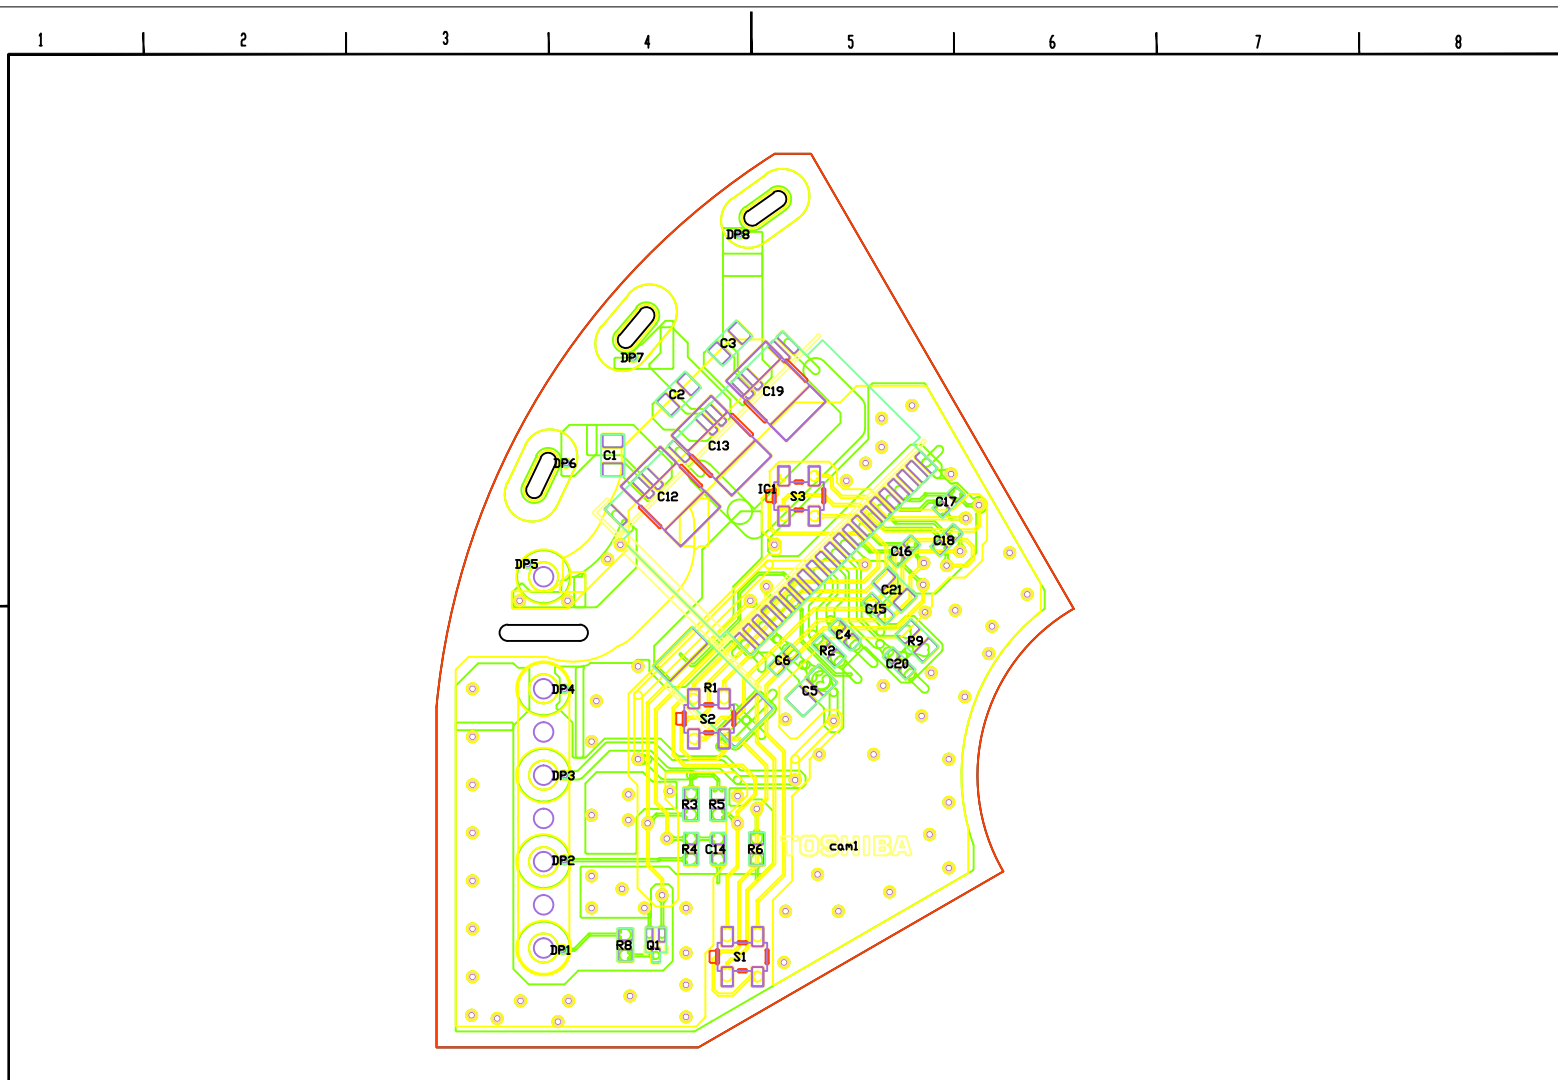 1 2 3 4 5 6 7 8
DP8
DP7
C3
C2
C19
C13
C1
DP6
C12
IC1
S3
C17
C18
C16
DP5
C21
C15
C4
R9
R2
C6
C20
C5
R1
DP4
S2
DP3
R3
R5
TOSHIBA
cam1
R4
C14
R6
DP2
R8
Q1
DP1
S1